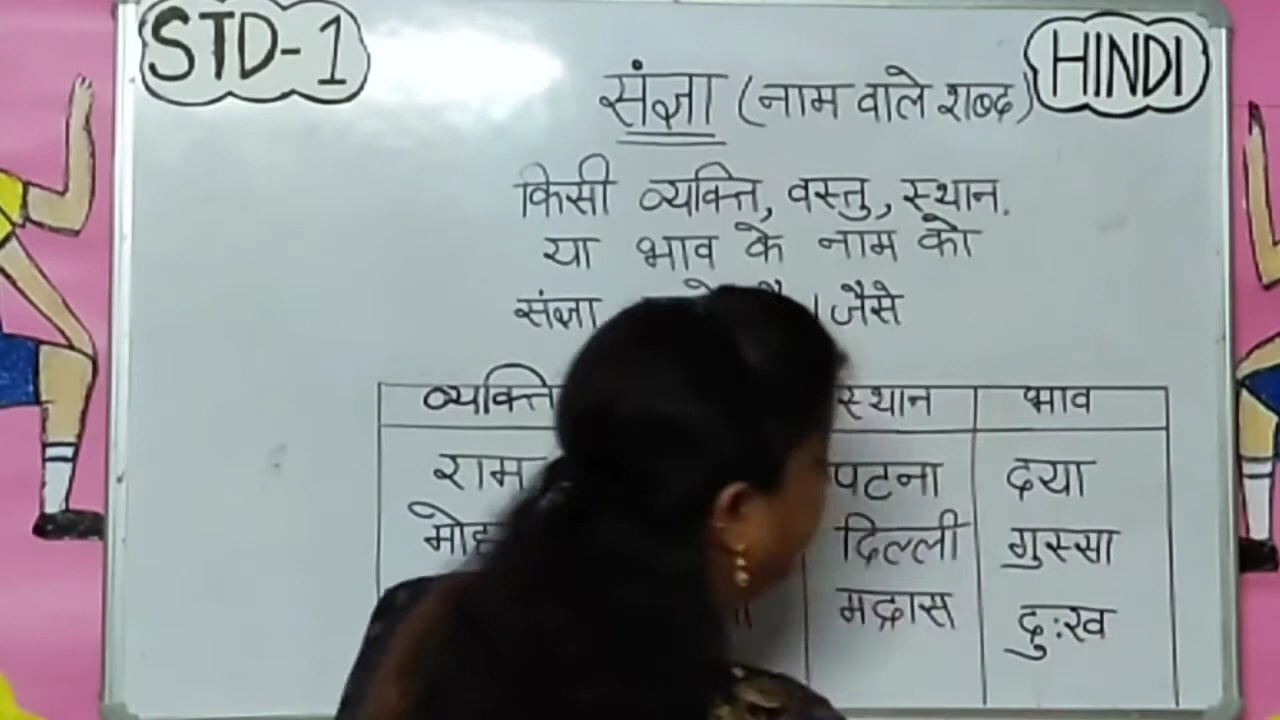 STD-1
HINDI
संज्ञा (नाम वाले शब्द)
किसी व्यक्ति, वस्तु, स्थान.
या भाव के नाम को
संज्ञा । जैसे
व्यक्ति स्थान भाव
राम पटना दया
दिल्ली गुस्सा
मद्रास दुःख